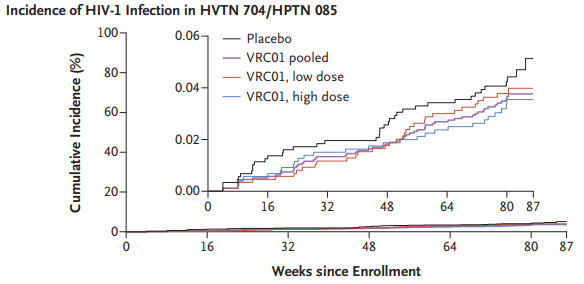 Incidence of HIV-1 Infection in HVTN 704/HPTN 085
Cumulative Incidence (%)
100
80
60
40
20
0
0.06
0.04
0.02
0.00
Placebo
VRC01 pooled
VRC01, low dose
VRC01, high dose
0 16 32 48 64 80 87
0 16 32 48 64 80 87
Weeks since Enrollment